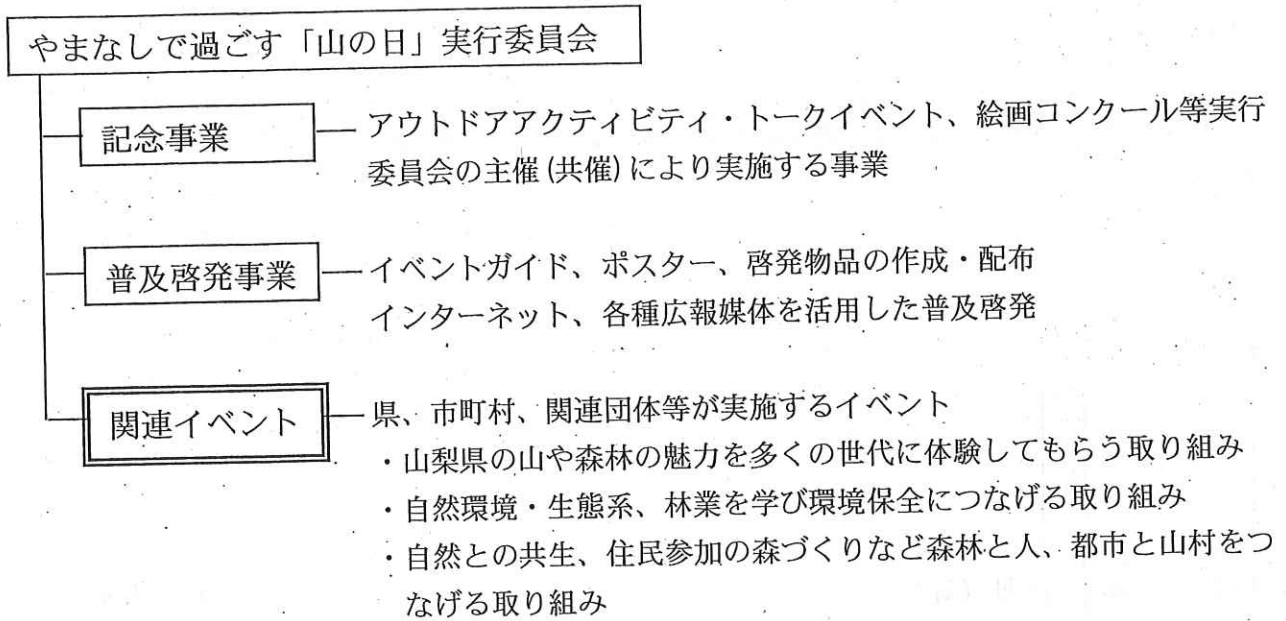 やまなしで過ごす「山の日」実行委員会
記念事業
アウトドアアクティビティ・トークイベント、絵画コンクール等実行
委員会の主催(共催)により実施する事業
普及啓発事業
イベントガイド、ポスター、啓発物品の作成・配布
インターネット、各種広報媒体を活用した普及啓発
関連イベント
県、市町村、関連団体等が実施するイベント
・山梨県の山や森林の魅力を多くの世代に体験してもらう取り組み
・自然環境・生態系、林業を学び環境保全につなげる取り組み
・自然との共生、住民参加の森づくりなど森林と人、都市と山村をつ
なげる取り組み